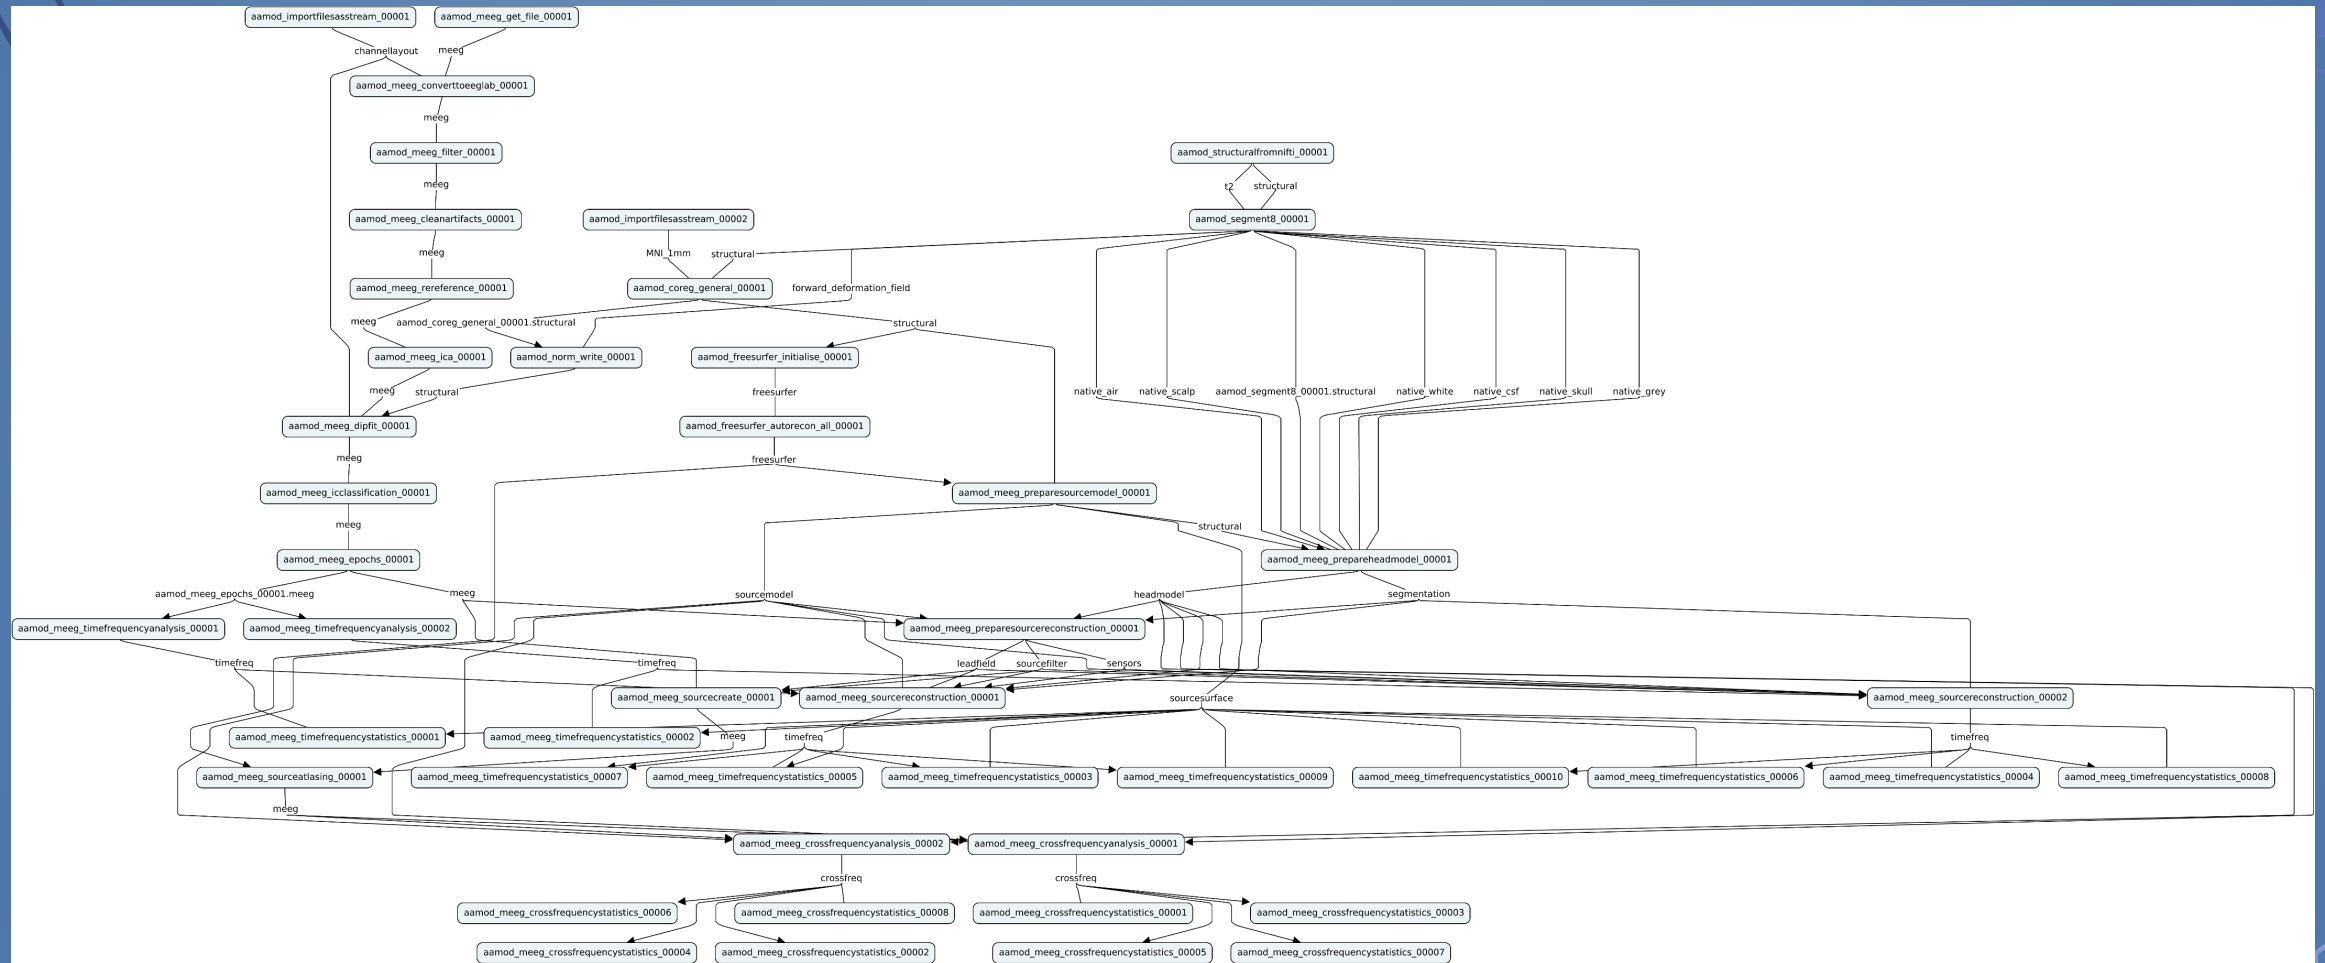 aamod_importfilesasstream_00001 aamod_meeg_get_file_00001
channellayout meeg
aamod_meeg_converttoeeglab_00001
meeg
aamod_meeg_filter_00001 aamod_structuralfromnifti_00001
meeg t2 structural
aamod_meeg_cleanartifacts_00001 aamod_importfilesasstream_00002 aamod_segment8_00001
meeg MNI_1mm structural
aamod_meeg_rereference_00001 aamod_coreg_general_00001 forward_deformation_field
meeg aamod_coreg_general_00001.structural structural
aamod_meeg_ica_00001 aamod_norm_write_00001 aamod_freesurfer_initialise_00001
meeg structural freesurfer native_air native_scalp aamod_segment8_00001.structural native_white native_csf native_skull native_grey
aamod_meeg_dipfit_00001 aamod_freesurfer_autorecon_all_00001
meeg freesurfer
aamod_meeg_icclassification_00001 aamod_meeg_preparesourcemodel_00001
meeg structural
aamod_meeg_epochs_00001 aamod_meeg_prepareheadmodel_00001
aamod_meeg_epochs_00001.meeg meeg sourcemodel headmodel segmentation
aamod_meeg_timefrequencyanalysis_00001 aamod_meeg_timefrequencyanalysis_00002 aamod_meeg_preparesourcereconstruction_00001
timefreq timefreq leadfield sourcefilter sensors
aamod_meeg_sourcecreate_00001 aamod_meeg_sourcereconstruction_00001 sourcesurface aamod_meeg_sourcereconstruction_00002
aamod_meeg_timefrequencystatistics_00001 aamod_meeg_timefrequencystatistics_00002 meeg timefreq timefreq
aamod_meeg_sourceatlasing_00001 aamod_meeg_timefrequencystatistics_00007 aamod_meeg_timefrequencystatistics_00005 aamod_meeg_timefrequencystatistics_00003 aamod_meeg_timefrequencystatistics_00009 aamod_meeg_timefrequencystatistics_00010 aamod_meeg_timefrequencystatistics_00006 aamod_meeg_timefrequencystatistics_00004 aamod_meeg_timefrequencystatistics_00008
meeg
aamod_meeg_crossfrequencyanalysis_00002 aamod_meeg_crossfrequencyanalysis_00001
crossfreq crossfreq
aamod_meeg_crossfrequencystatistics_00006 aamod_meeg_crossfrequencystatistics_00008 aamod_meeg_crossfrequencystatistics_00001 aamod_meeg_crossfrequencystatistics_00003
aamod_meeg_crossfrequencystatistics_00004 aamod_meeg_crossfrequencystatistics_00002 aamod_meeg_crossfrequencystatistics_00005 aamod_meeg_crossfrequencystatistics_00007